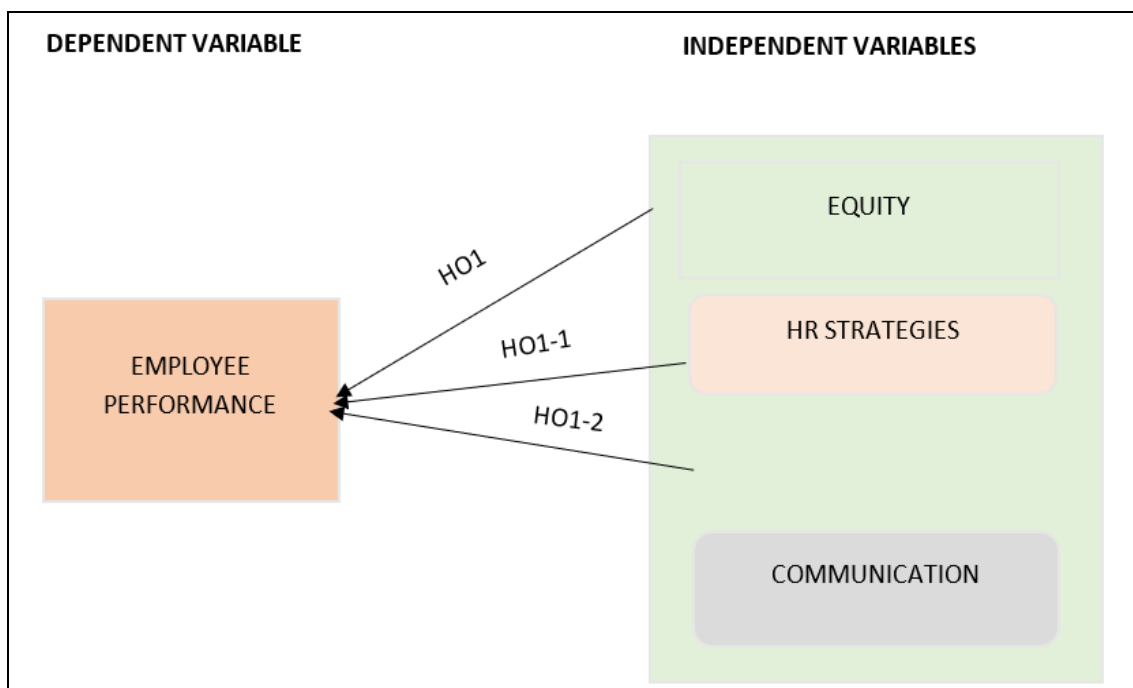 DEPENDENT VARIABLE
INDEPENDENT VARIABLES
EQUITY
HO1
HR STRATEGIES
HO1-1
EMPLOYEE
PERFORMANCE
HO1-2
COMMUNICATION